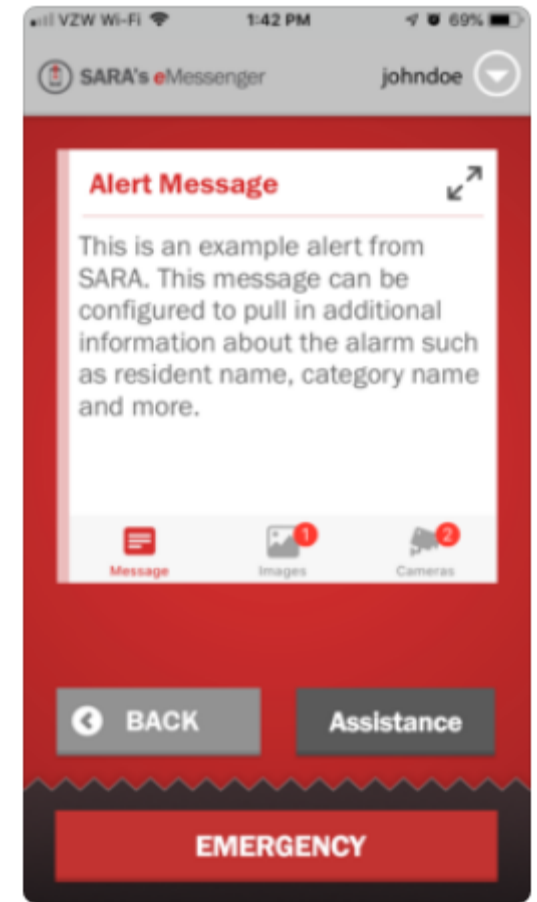 VZW Wi-Fi 1:42 PM 69%
SARA's eMessenger johndoe
Alert Message
This is an example alert from
SARA. This message can be
configured to pull in additional
information about the alarm such
as resident name, category name
and more.
1 2
Message Images Cameras
BACK Assistance
EMERGENCY